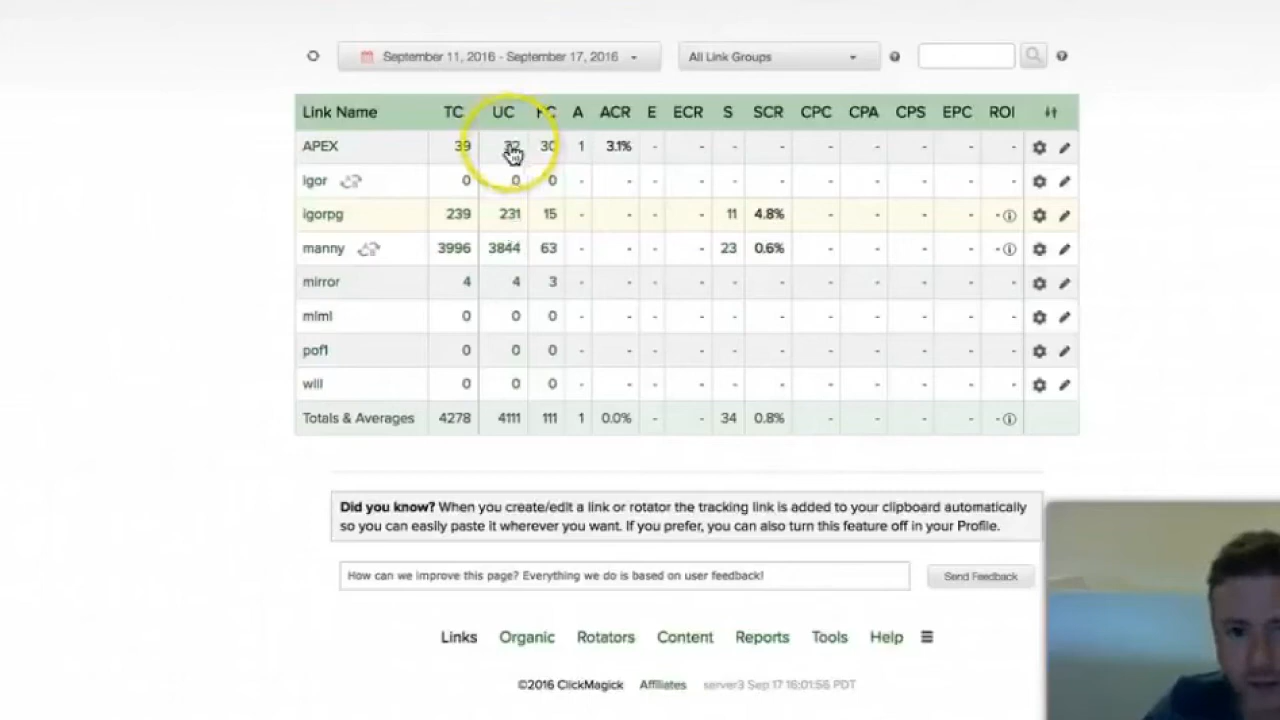 September 11, 2016 - September 17, 2016 All Link Groups
Link Name TC UC FC A ACR E ECR S SCR CPC CPA CPS EPC ROI
APEX 39 32 30 1 3.1% - - - - - - - - -
igor 0 0 0 - - - - - - - - - - -
igorpg 239 231 15 - - - - 11 4.8% - - - - -
manny 3996 3844 63 - - - - 23 0.6% - - - - -
mirror 4 4 3 - - - - - - - - - - -
mlml 0 0 0 - - - - - - - - - - -
pof1 0 0 0 - - - - - - - - - - -
will 0 0 0 - - - - - - - - - - -
Totals & Averages 4278 4111 111 1 0.0% - - 34 0.8% - - - - -
Did you know? When you create/edit a link or rotator the tracking link is added to your clipboard automatically
so you can easily paste it wherever you want. If you prefer, you can also turn this feature off in your Profile.
How can we improve this page? Everything we do is based on user feedback! Send Feedback
Links Organic Rotators Content Reports Tools Help
©2016 ClickMagick Affiliates server3 Sep 17 16:01:56 PDT